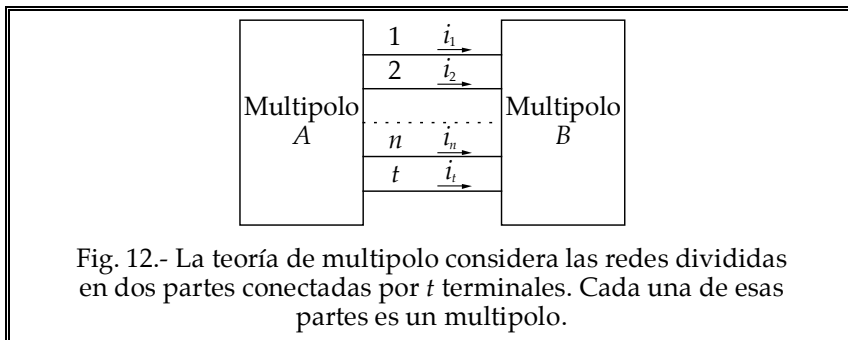 1 i₁
2 i₂
Multipolo Multipolo
A B
n iₙ
t iₜ
Fig. 12.- La teoría de multipolo considera las redes divididas
en dos partes conectadas por t terminales. Cada una de esas
partes es un multipolo.